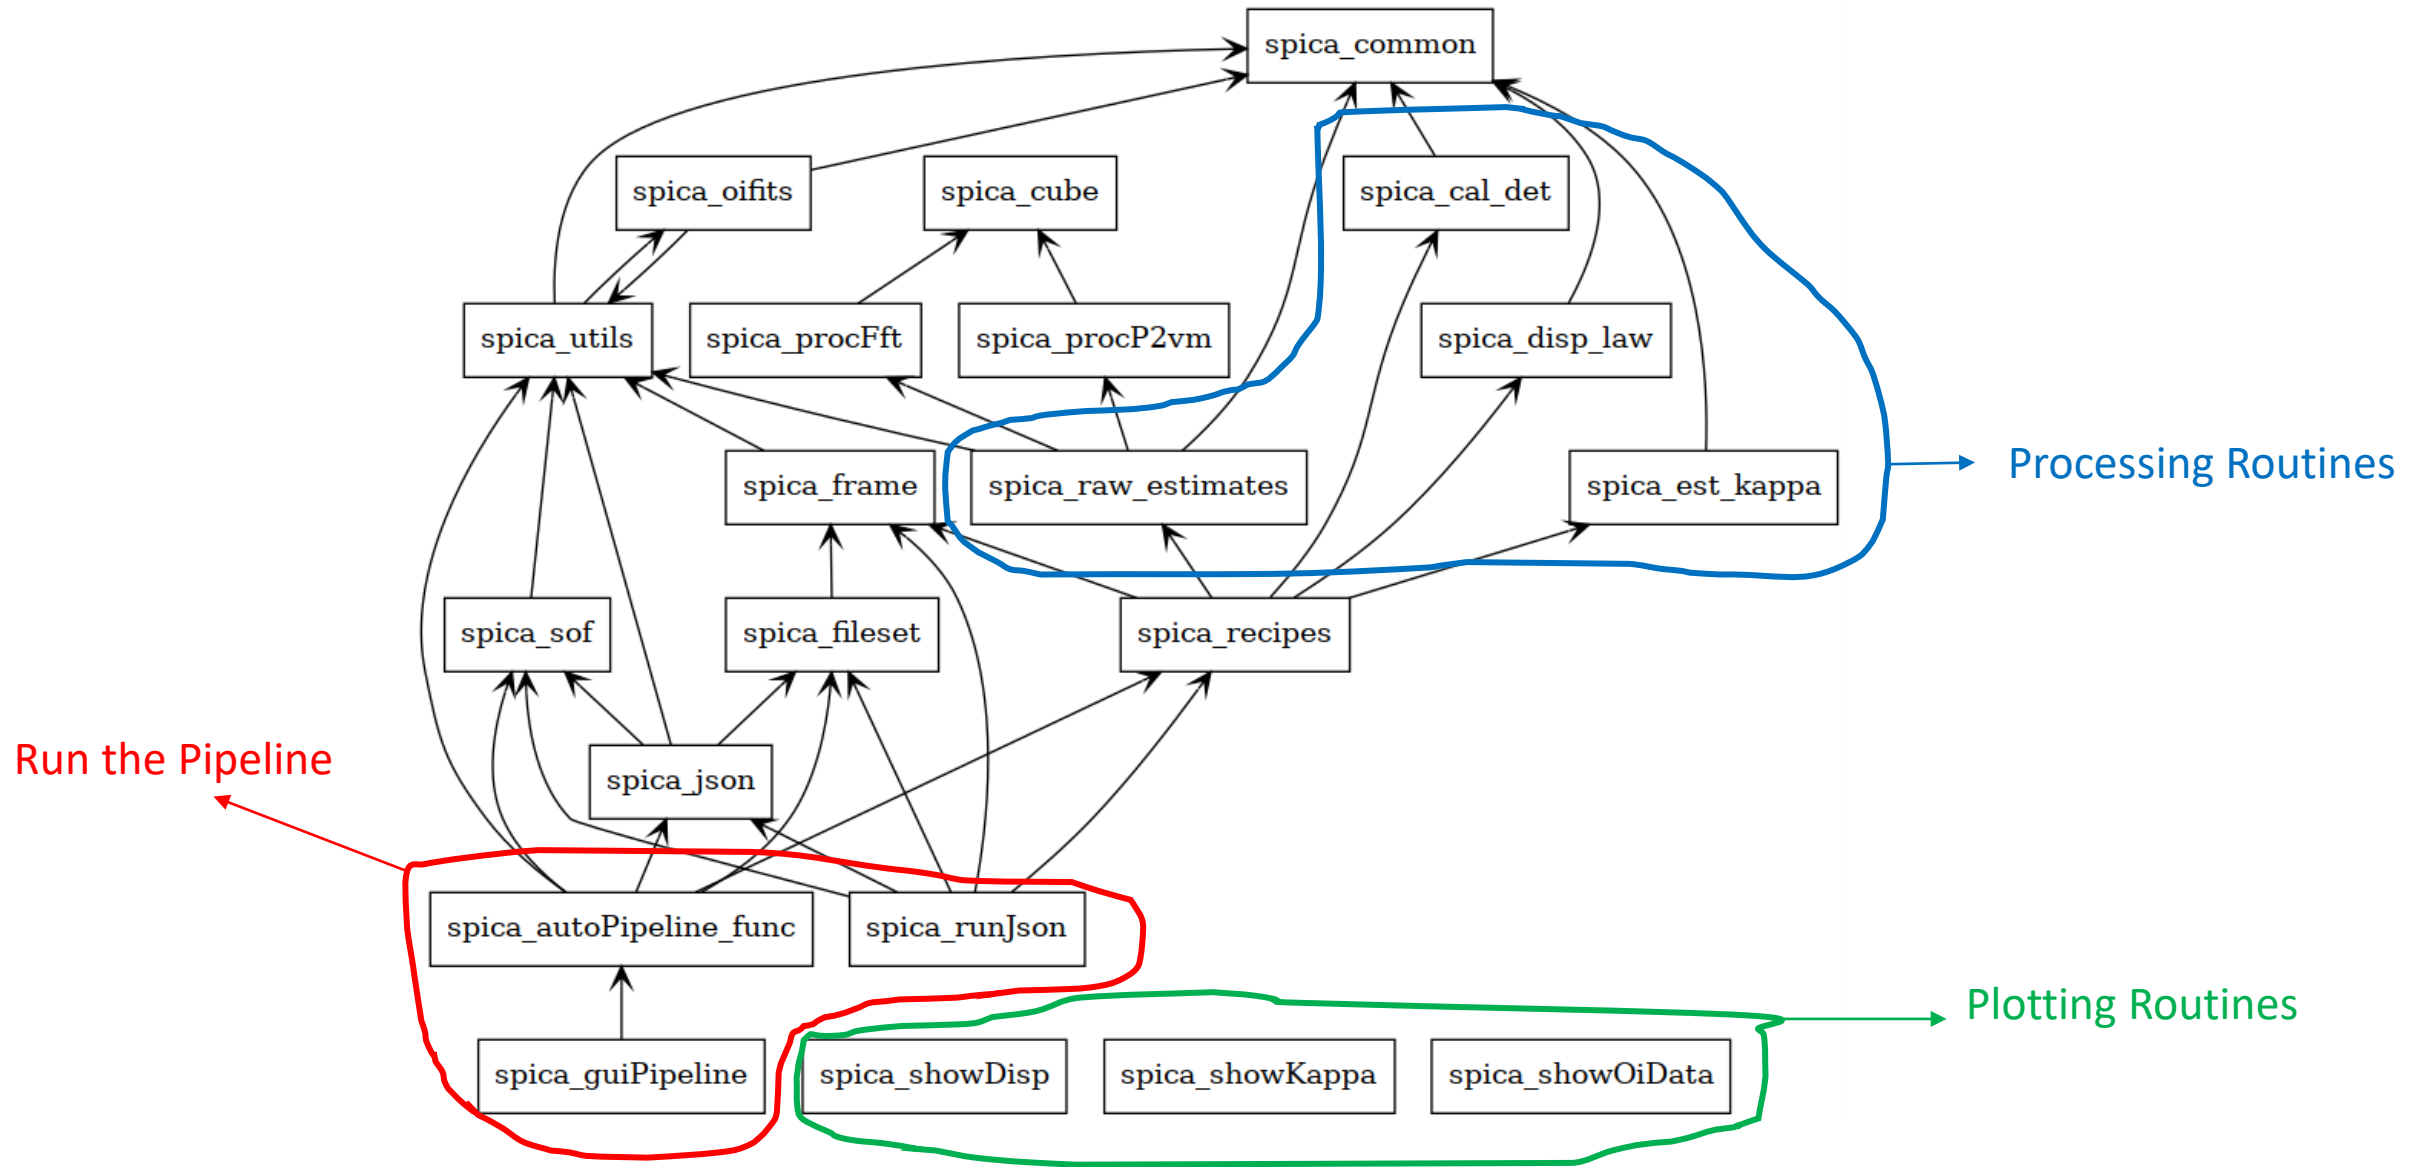 spica_common
spica_oifits
spica_cube
spica_cal_det
spica_utils
spica_procFft
spica_procP2vm
spica_disp_law
spica_frame
spica_raw_estimates
spica_est_kappa
Processing Routines
spica_sof
spica_fileset
spica_recipes
Run the Pipeline
spica_json
spica_autoPipeline_func
spica_runJson
Plotting Routines
spica_guiPipeline
spica_showDisp
spica_showKappa
spica_showOiData